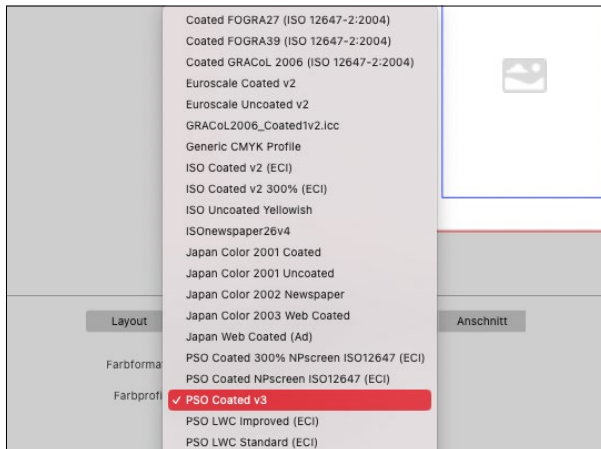 Coated FOGRA27 (ISO 12647-2:2004)
Coated FOGRA39 (ISO 12647-2:2004)
Coated GRACoL 2006 (ISO 12647-2:2004)
Euroscale Coated v2
Euroscale Uncoated v2
GRACoL2006_Coated1v2.icc
Generic CMYK Profile
ISO Coated v2 (ECI)
ISO Coated v2 300% (ECI)
ISO Uncoated Yellowish
ISOnewspaper26v4
Japan Color 2001 Coated
Japan Color 2001 Uncoated
Japan Color 2002 Newspaper
Japan Color 2003 Web Coated
Layout
Anschnitt
Japan Web Coated (Ad)
PSO Coated 300% NPscreen ISO12647 (ECI)
Farbforma
PSO Coated NPscreen ISO12647 (ECI)
Farbprofi
✓ PSO Coated v3
PSO LWC Improved (ECI)
PSO LWC Standard (ECI)